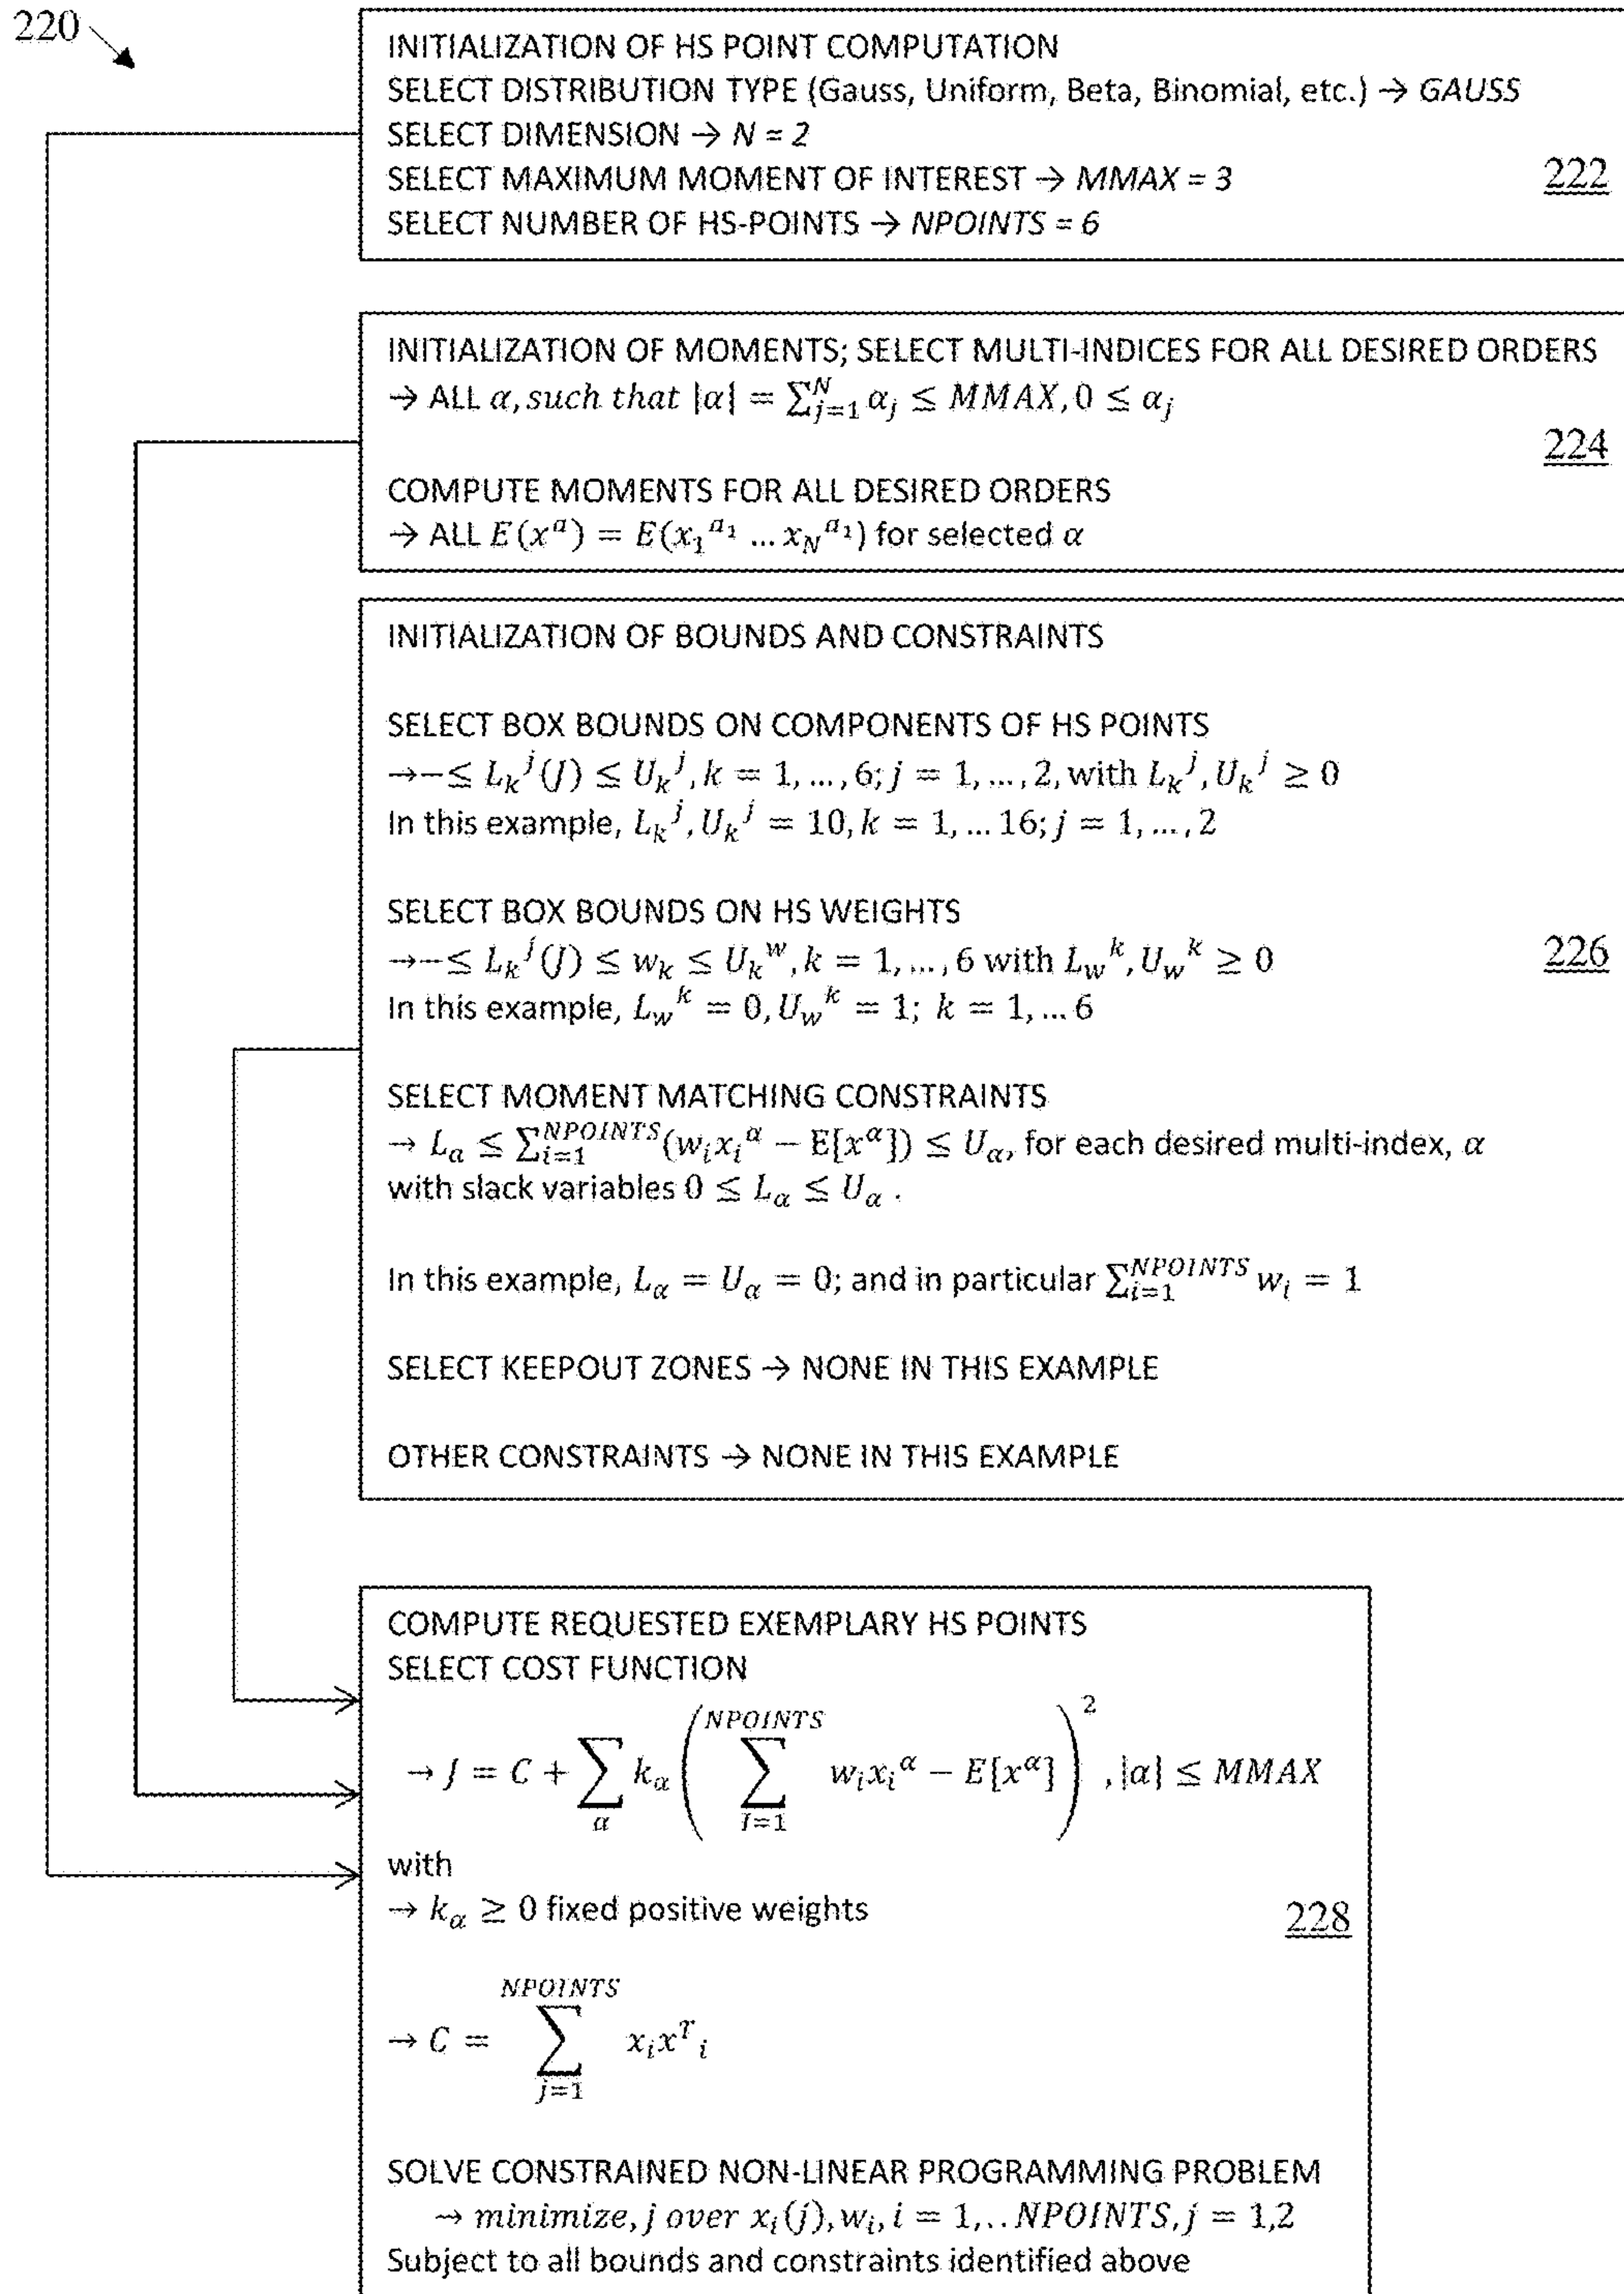 220
INITIALIZATION OF HS POINT COMPUTATION
SELECT DISTRIBUTION TYPE (Gauss, Uniform, Beta, Binomial, etc.) → GAUSS
SELECT DIMENSION → N = 2
SELECT MAXIMUM MOMENT OF INTEREST → MMAX = 3
SELECT NUMBER OF HS-POINTS → NPOINTS = 6
222
INITIALIZATION OF MOMENTS; SELECT MULTI-INDICES FOR ALL DESIRED ORDERS
→ ALL α, such that |α| = ∑_{j=1}^{N} α_j ≦ MMAX, 0 ≤ α_j
224
COMPUTE MOMENTS FOR ALL DESIRED ORDERS
→ ALL E(x^a) = E(x_1^{a_1} … x_N^{a_1}) for selected α
INITIALIZATION OF BOUNDS AND CONSTRAINTS
SELECT BOX BOUNDS ON COMPONENTS OF HS POINTS
→−≤ L_k^j(J) ≤ U_k^j, k = 1, … , 6; j = 1, … , 2, with L_k^j, U_k^j ≥ 0
In this example, L_k^j, U_k^j = 10, k = 1, … 16; j = 1, … , 2
SELECT BOX BOUNDS ON HS WEIGHTS
→−≤ L_k^j(J) ≤ w_k ≤ U_k^w, k = 1, … , 6 with L_w^k, U_w^k ≥ 0
226
In this example, L_w^k = 0, U_w^k = 1; k = 1, … 6
SELECT MOMENT MATCHING CONSTRAINTS
→ L_a ≤ ∑_{i=1}^{NPOINTS}(w_i x_i^α − E[x^α]) ≤ U_α, for each desired multi-index, α
with slack variables 0 ≤ L_α ≤ U_α .
In this example, L_α = U_α = 0; and in particular ∑_{i=1}^{NPOINTS} w_i = 1
SELECT KEEPOUT ZONES → NONE IN THIS EXAMPLE
OTHER CONSTRAINTS → NONE IN THIS EXAMPLE
COMPUTE REQUESTED EXEMPLARY HS POINTS
SELECT COST FUNCTION
→ J = C + ∑_α k_α ( ∑_{I=1}^{NPOINTS} w_i x_i^α − E[x^α] )^2 , |α| ≤ MMAX
with
→ k_α ≥ 0 fixed positive weights
228
→ C = ∑_{j=1}^{NPOINTS} x_i x^T_i
SOLVE CONSTRAINED NON-LINEAR PROGRAMMING PROBLEM
→ minimize, j over x_i(j), w_i, i = 1, . . NPOINTS, j = 1,2
Subject to all bounds and constraints identified above